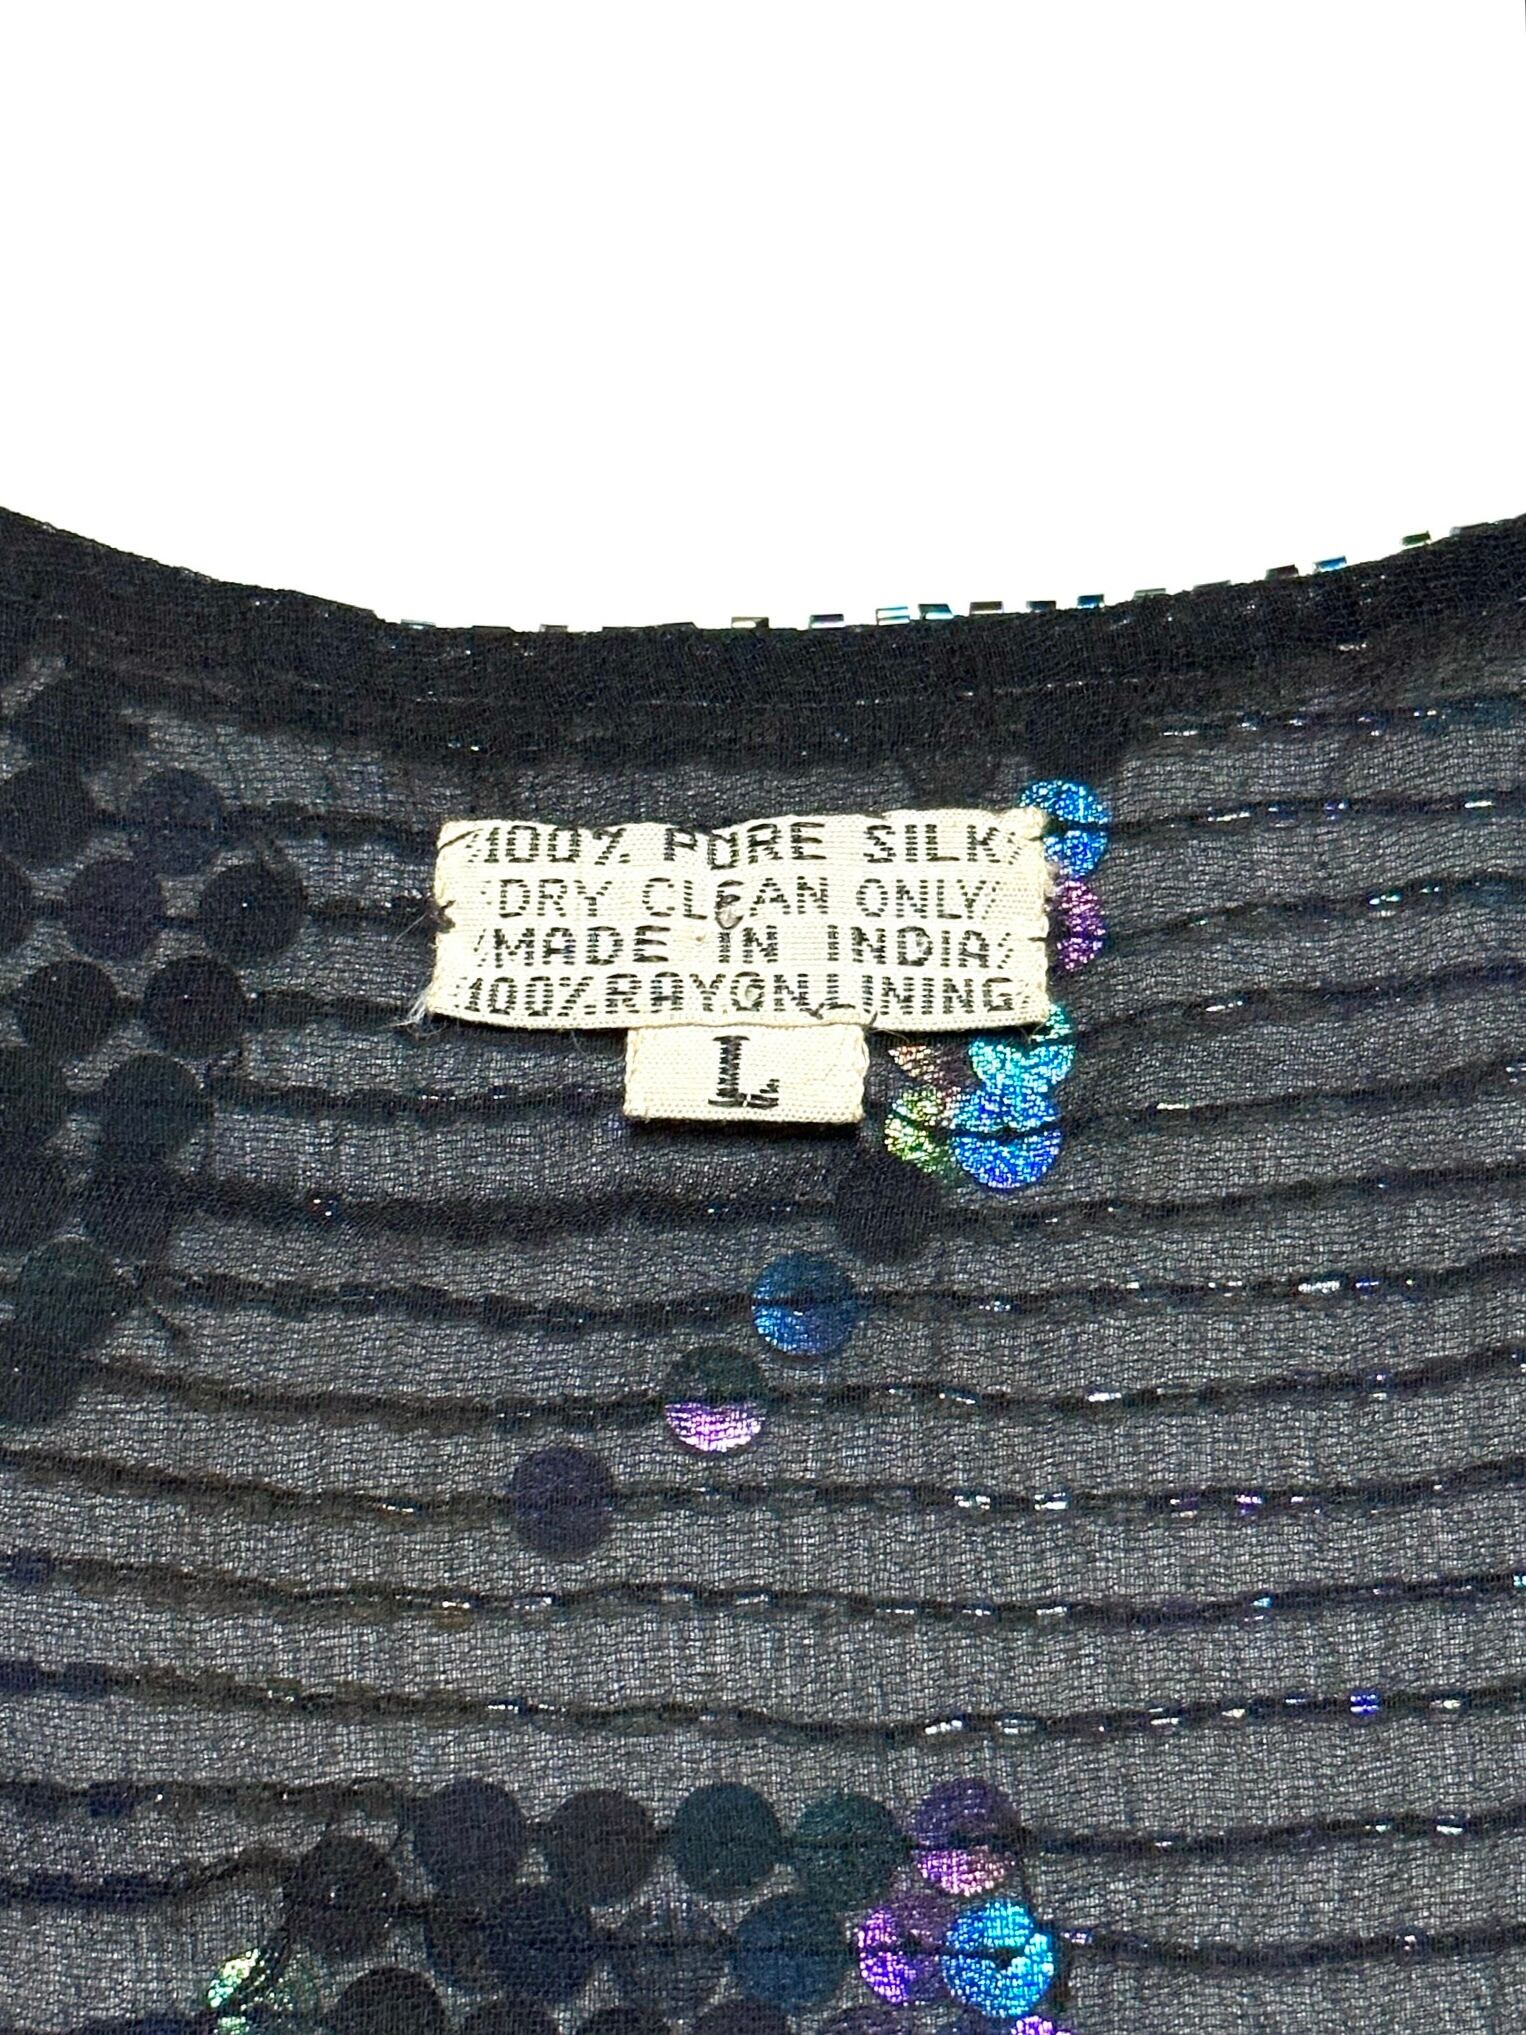 100% PURE SILK
DRY CLEAN ONLY
MADE IN INDIA
100% RAYON LINING
L